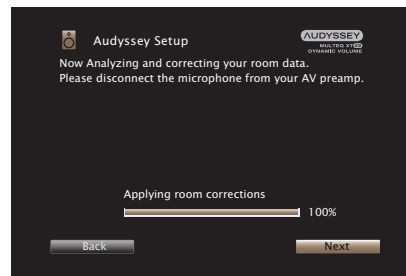 Audyssey Setup
AUDYSSEY
MULTEQ XT32
DYNAMIC VOLUME
Now Analyzing and correcting your room data.
Please disconnect the microphone from your AV preamp.
Applying room corrections
100%
Back
Next